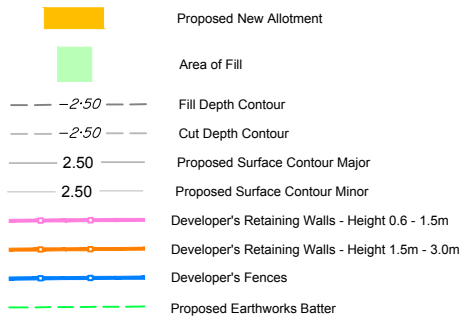 Proposed New Allotment
Area of Fill
-2·50 Fill Depth Contour
-2·50 Cut Depth Contour
2.50 Proposed Surface Contour Major
2.50 Proposed Surface Contour Minor
Developer's Retaining Walls - Height 0.6 - 1.5m
Developer's Retaining Walls - Height 1.5m - 3.0m
Developer's Fences
Proposed Earthworks Batter